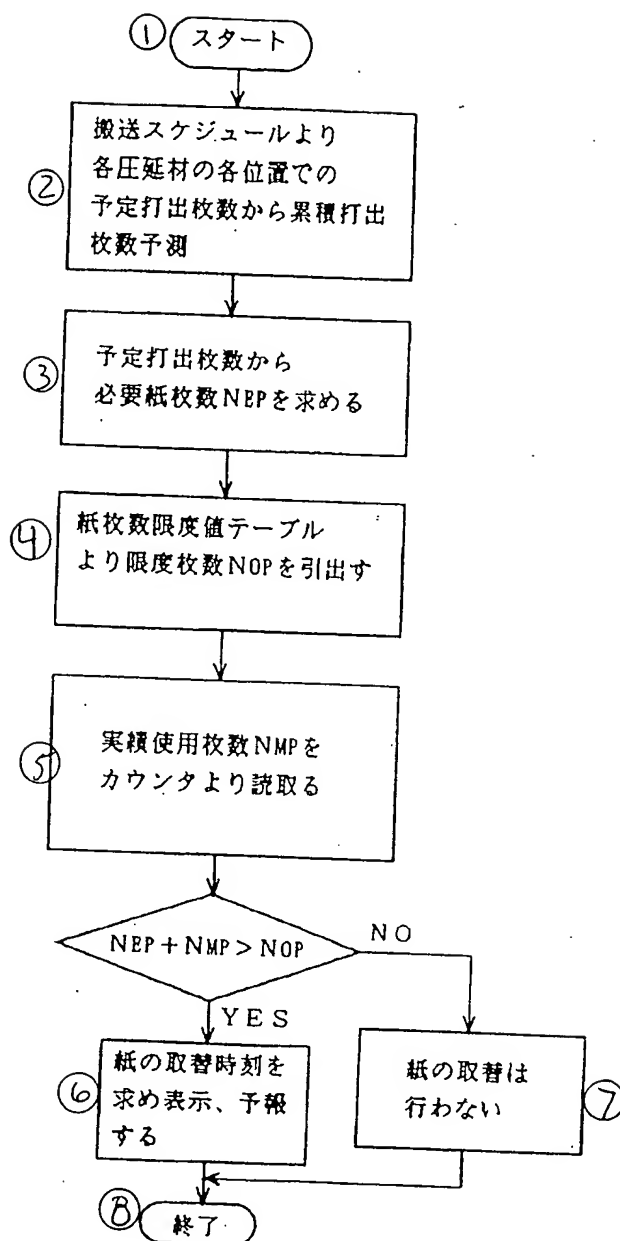 ① スタート
②
搬送スケジュールより
各圧延材の各位置での
予定打出枚数から累積打出
枚数予測
③
予定打出枚数から
必要紙枚数NEPを求める
④
紙枚数限度値テーブル
より限度枚数NOPを引出す
⑤
実績使用枚数NMPを
カウンタより読取る
NEP+NMP>NOP
NO
YES
⑥
紙の取替時刻を
求め表示、予報
する
紙の取替は
行わない
⑦
⑧ 終了